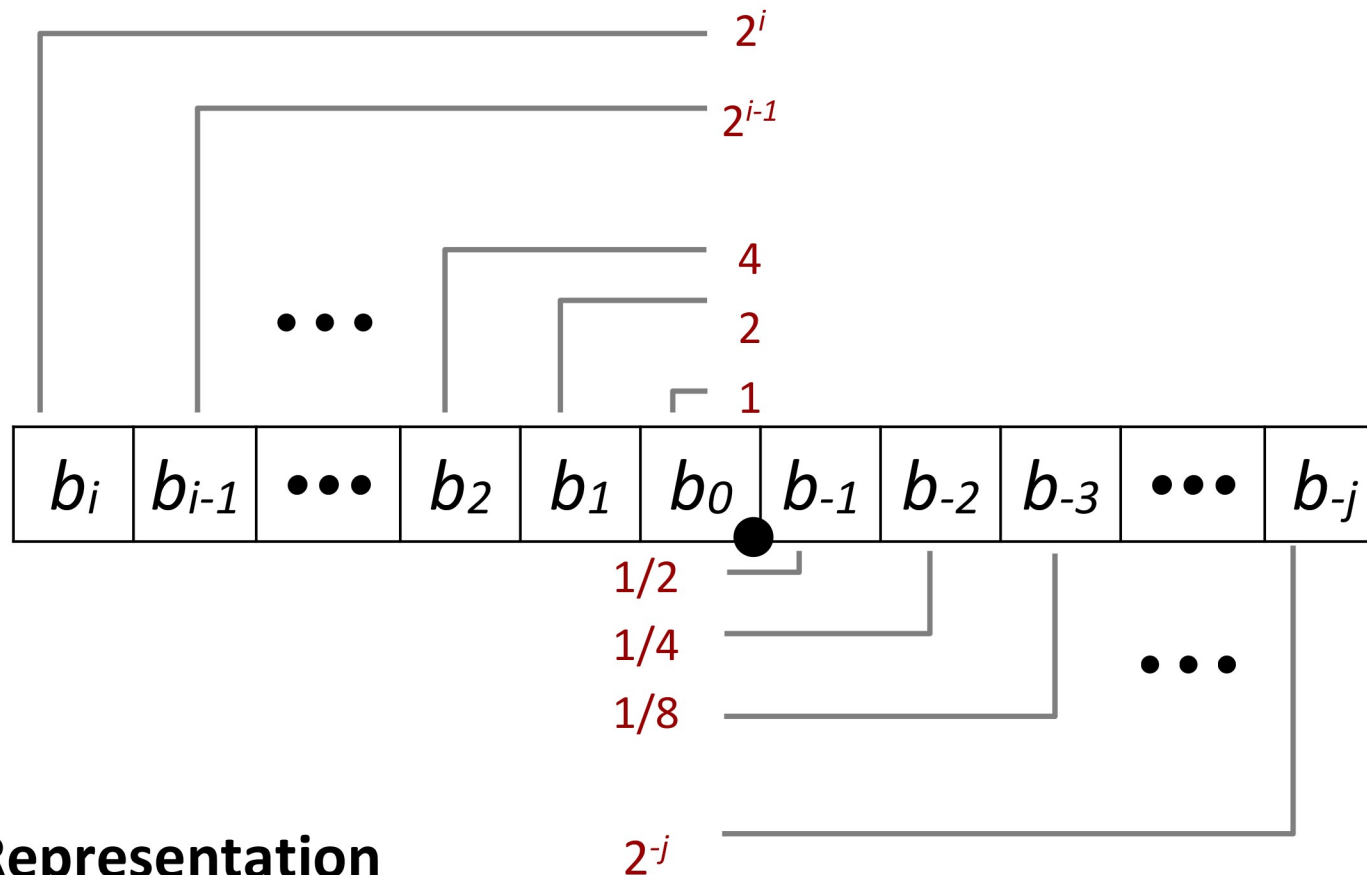 2^i
2^{i-1}
4
•••
2
1
b_i b_{i-1} ••• b_2 b_1 b_0 . b_{-1} b_{-2} b_{-3} ••• b_{-j}
1/2
1/4
•••
1/8
Representation
2^{-j}